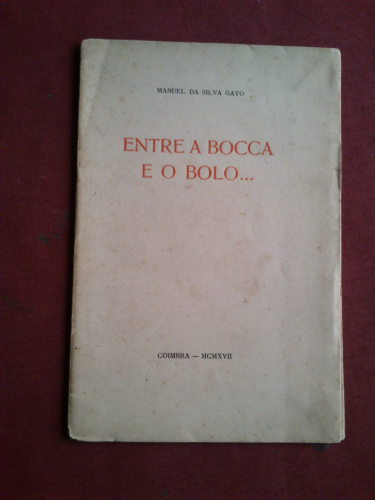 MANUEL DA SILVA GAYO
ENTRE A BOCCA
E O BOLO...
COIMBRA — MCMXVII